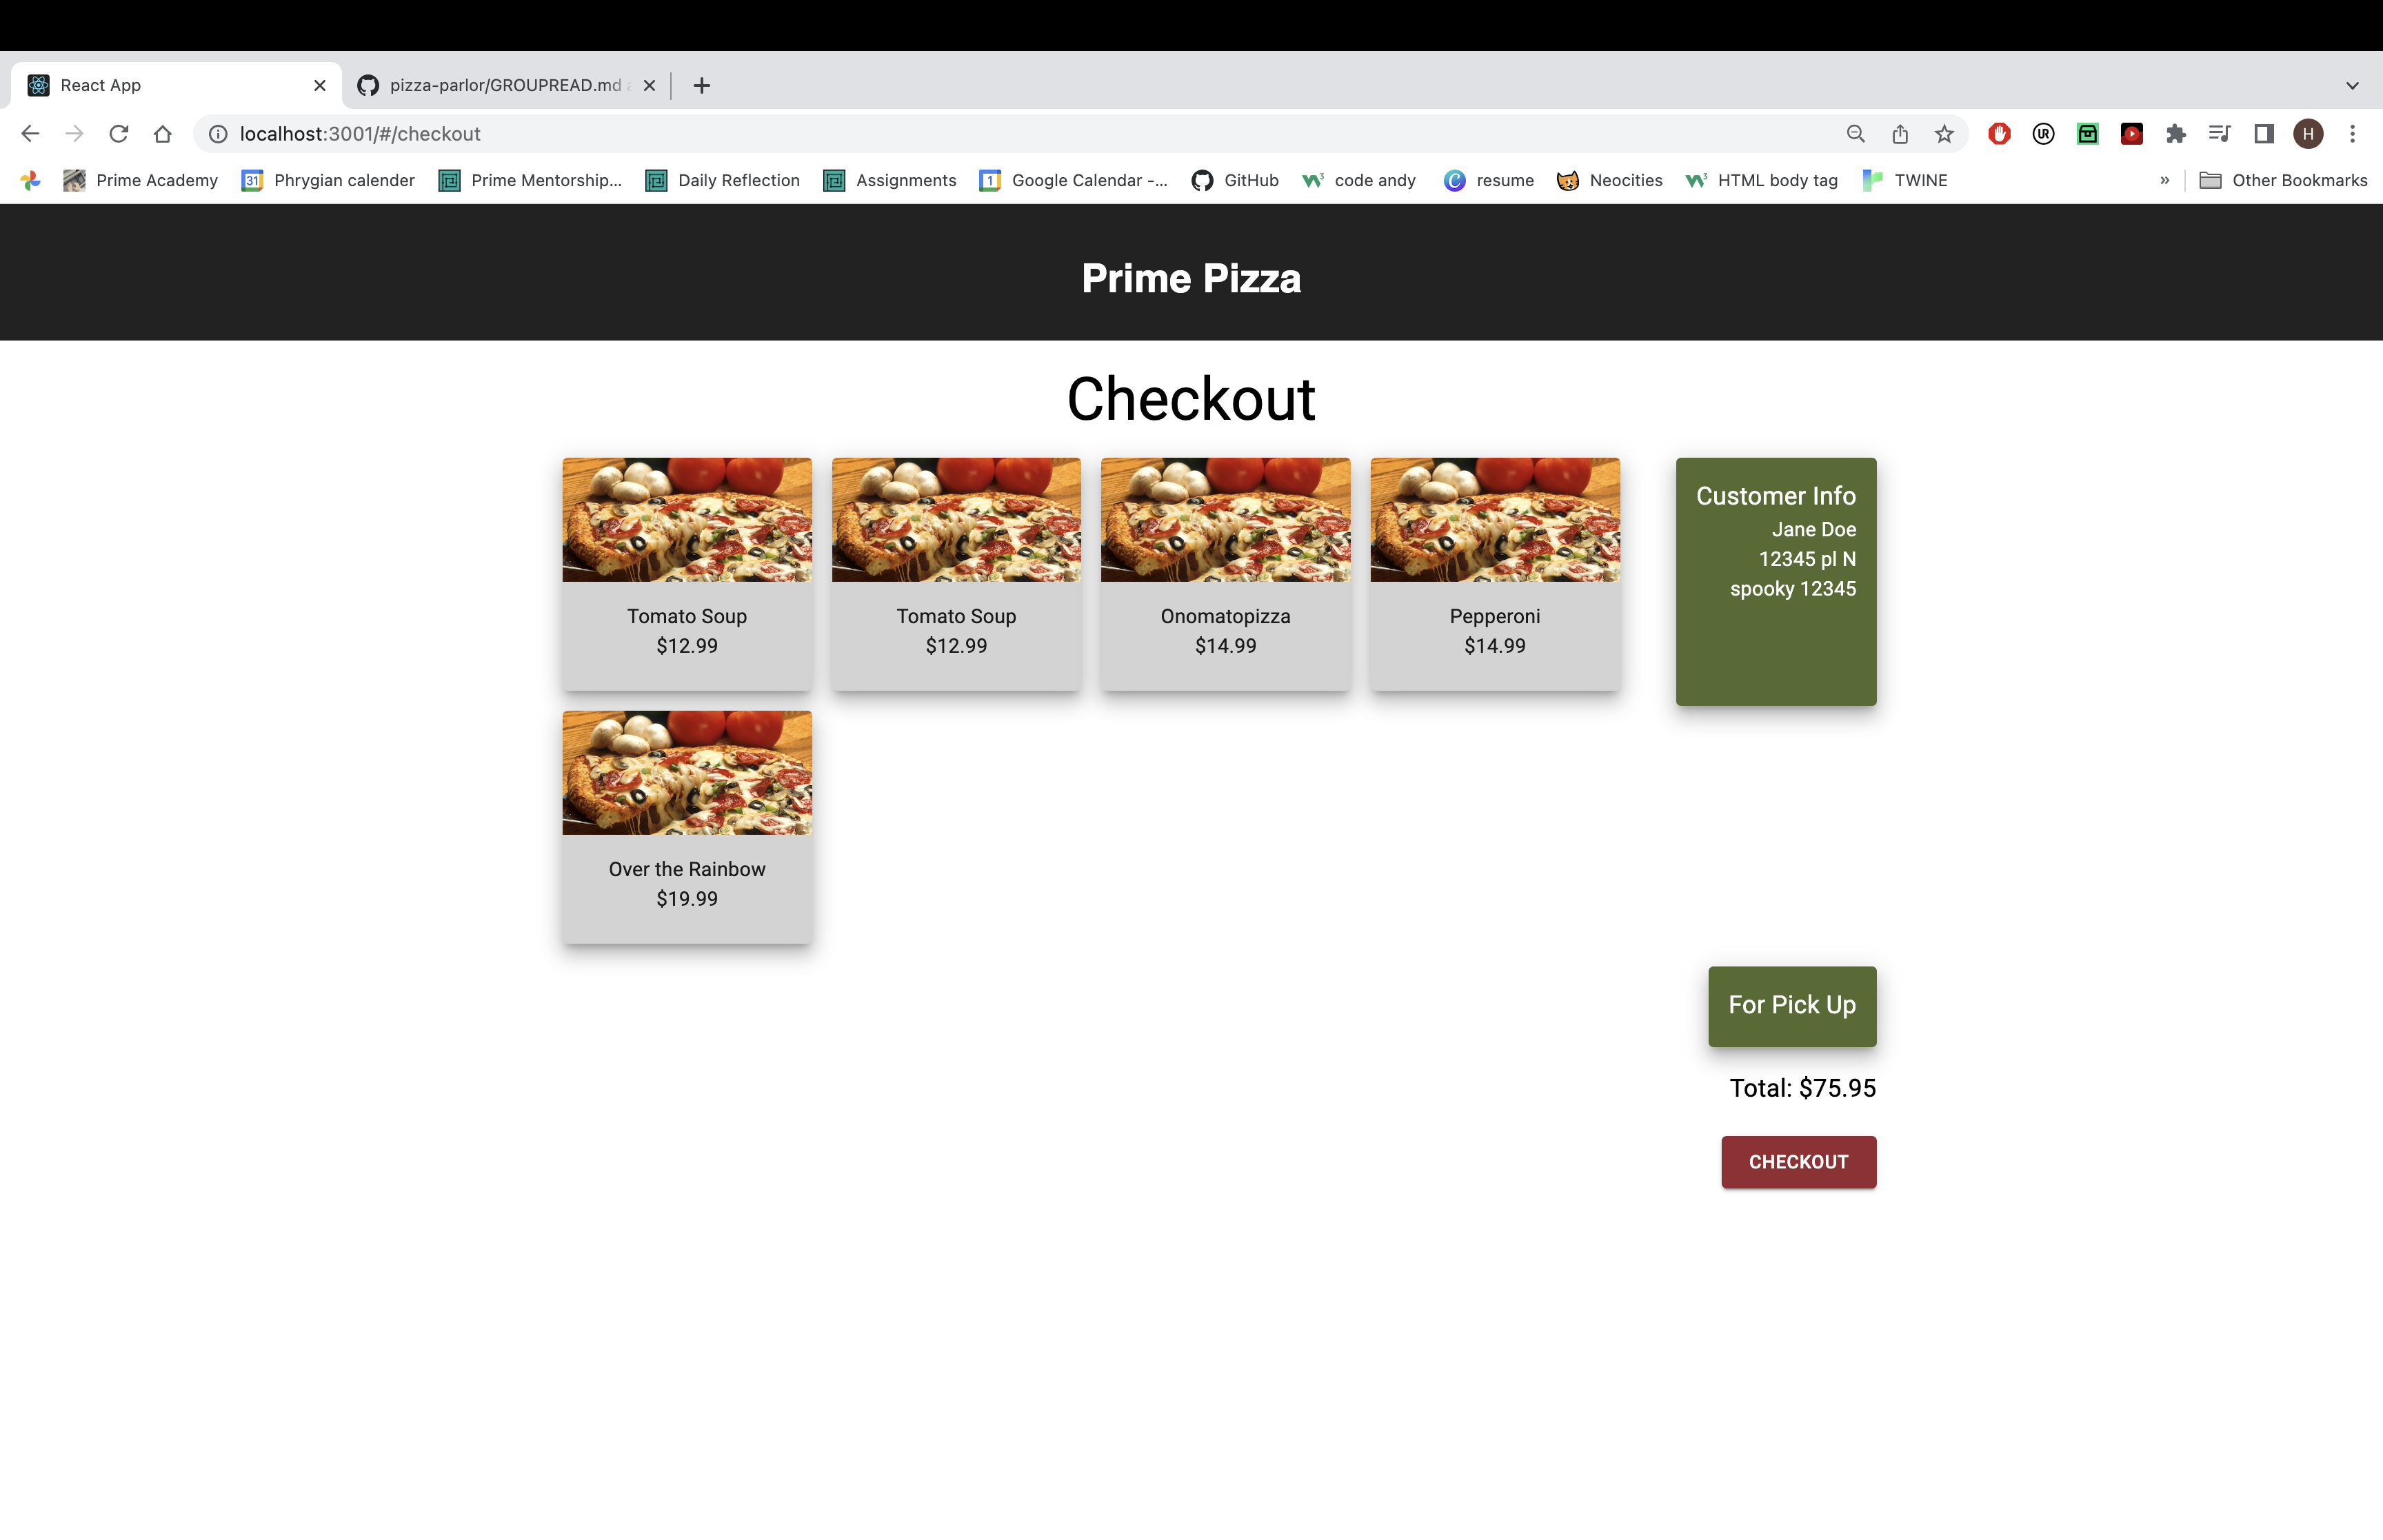 React App
pizza-parlor/GROUPREAD.md
localhost:3001/#/checkout
H
Prime Academy
31 Phrygian calender
Prime Mentorship...
Daily Reflection
Assignments
1 Google Calendar -...
GitHub
code andy
resume
Neocities
HTML body tag
TWINE
»
Other Bookmarks
Prime Pizza
Checkout
Tomato Soup
$12.99
Tomato Soup
$12.99
Onomatopizza
$14.99
Pepperoni
$14.99
Customer Info
Jane Doe
12345 pl N
spooky 12345
Over the Rainbow
$19.99
For Pick Up
Total: $75.95
CHECKOUT